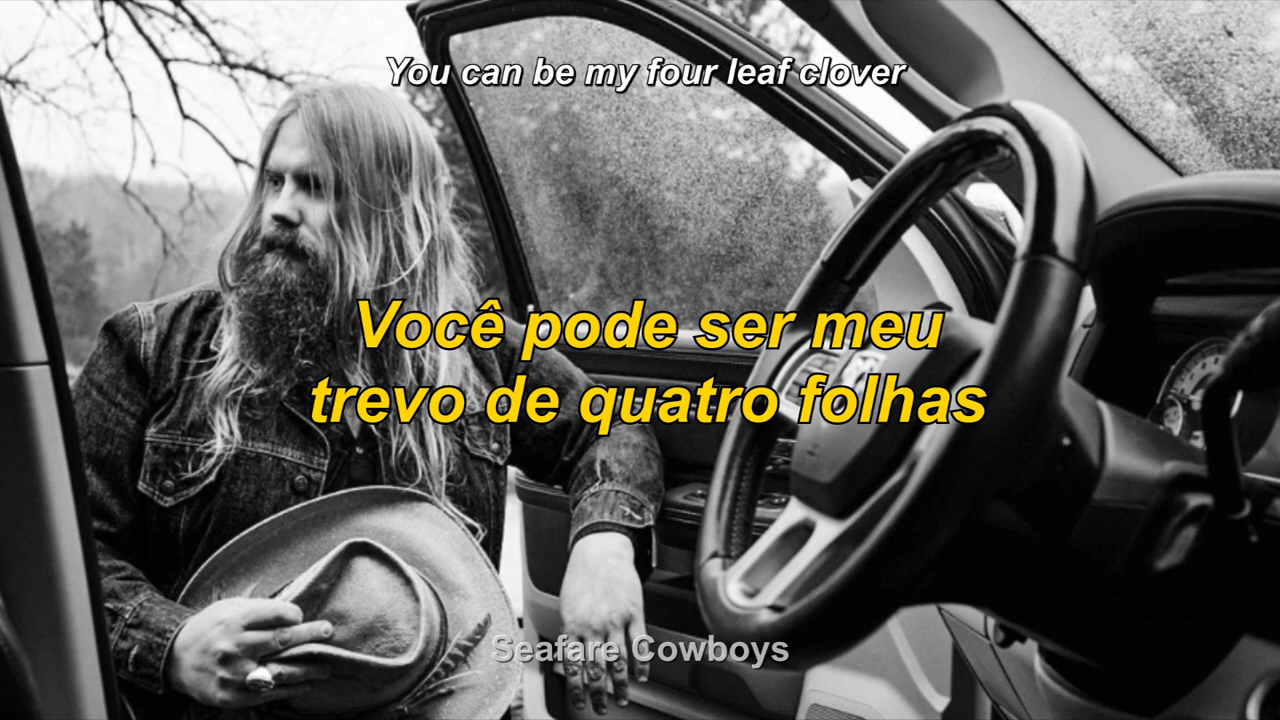 You can be my four leaf clover
Você pode ser meu
trevo de quatro folhas
Seafare Cowboys